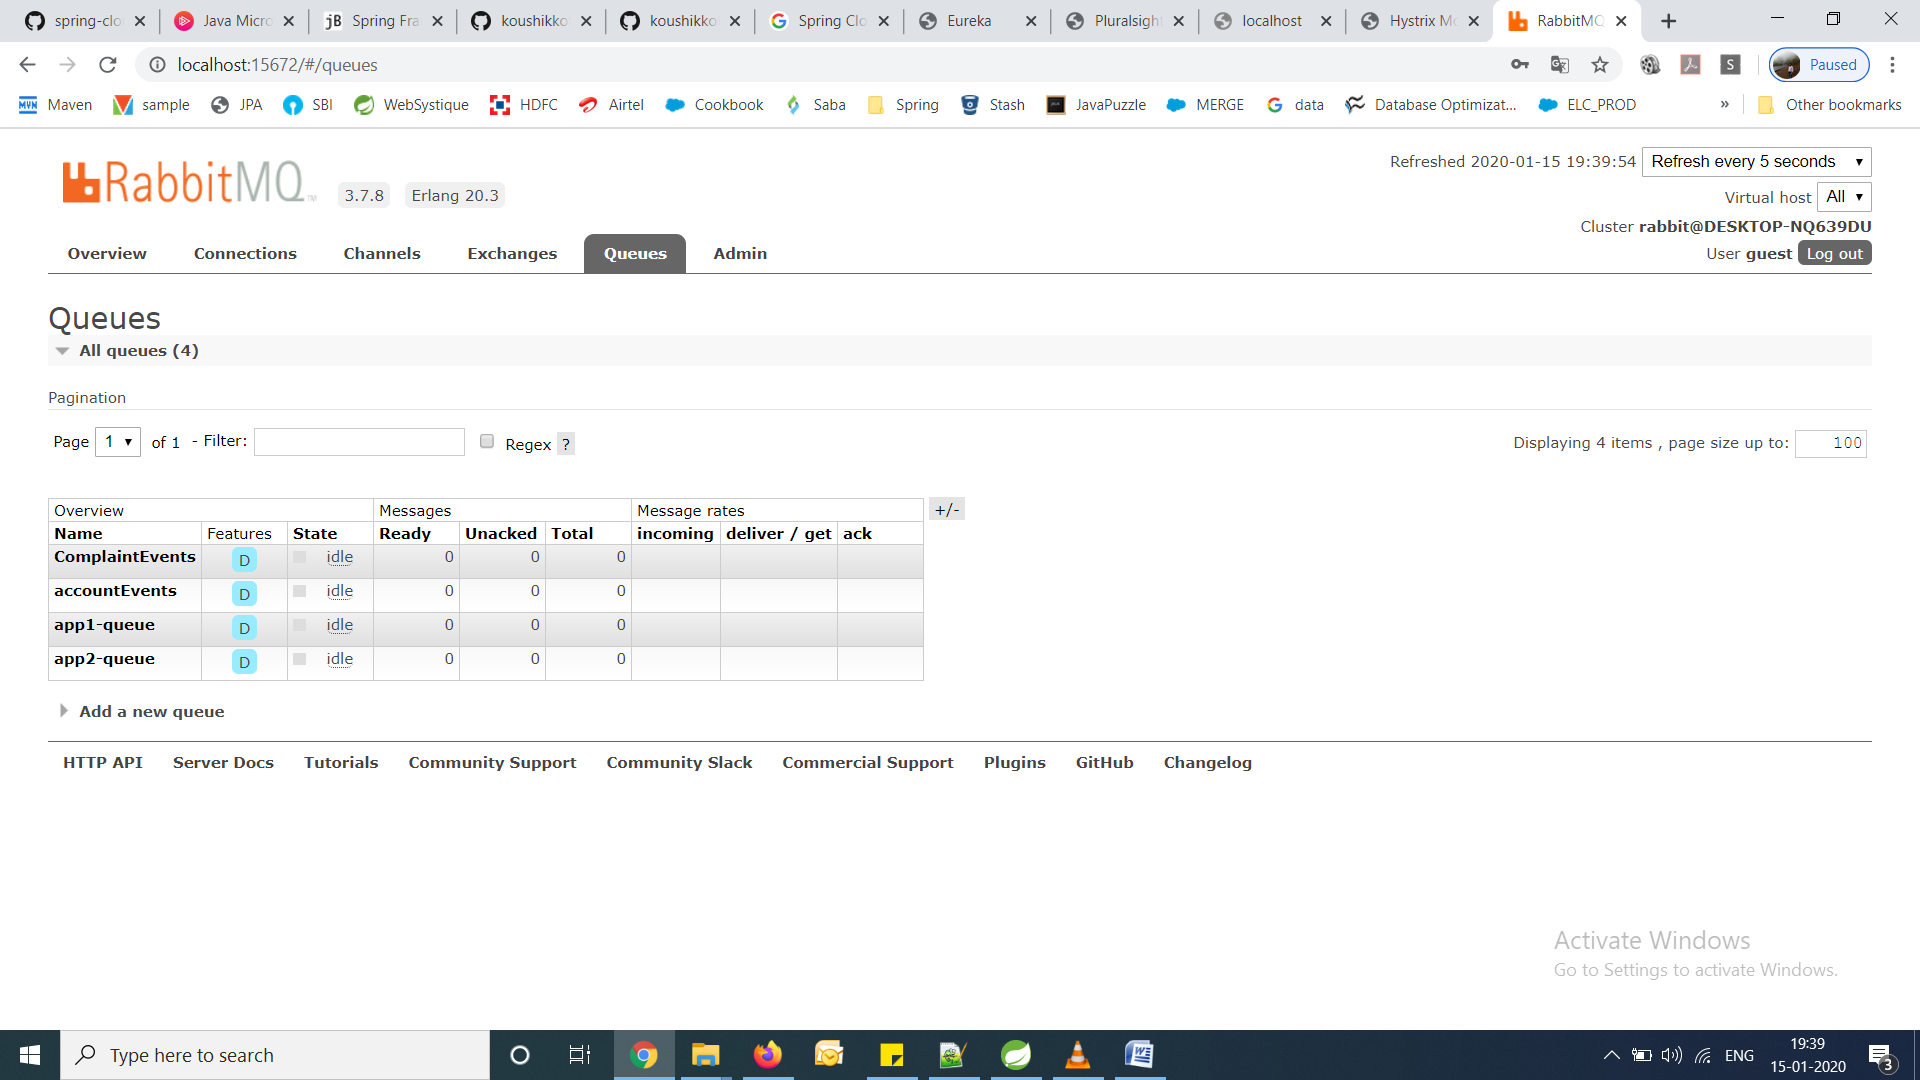 spring-clo
Java Micro
Spring Fra
koushikko
koushikko
Spring Clo
Eureka
Pluralsight
localhost
Hystrix Mo
RabbitMQ
localhost:15672/#/queues
Paused
Maven sample JPA SBI WebSystique HDFC Airtel Cookbook Saba Spring Stash JavaPuzzle MERGE data Database Optimizat... ELC_PROD » Other bookmarks
RabbitMQ™ 3.7.8 Erlang 20.3
Refreshed 2020-01-15 19:39:54 Refresh every 5 seconds
Virtual host All
Cluster rabbit@DESKTOP-NQ639DU
User guest Log out
Overview Connections Channels Exchanges Queues Admin
Queues
All queues (4)
Pagination
Page 1 of 1 - Filter: Regex ?
Displaying 4 items , page size up to: 100
Overview Messages Message rates +/-
Name Features State Ready Unacked Total incoming deliver / get ack
ComplaintEvents D idle 0 0 0
accountEvents D idle 0 0 0
app1-queue D idle 0 0 0
app2-queue D idle 0 0 0
Add a new queue
HTTP API Server Docs Tutorials Community Support Community Slack Commercial Support Plugins GitHub Changelog
Activate Windows
Go to Settings to activate Windows.
Type here to search
ENG
19:39
15-01-2020
3